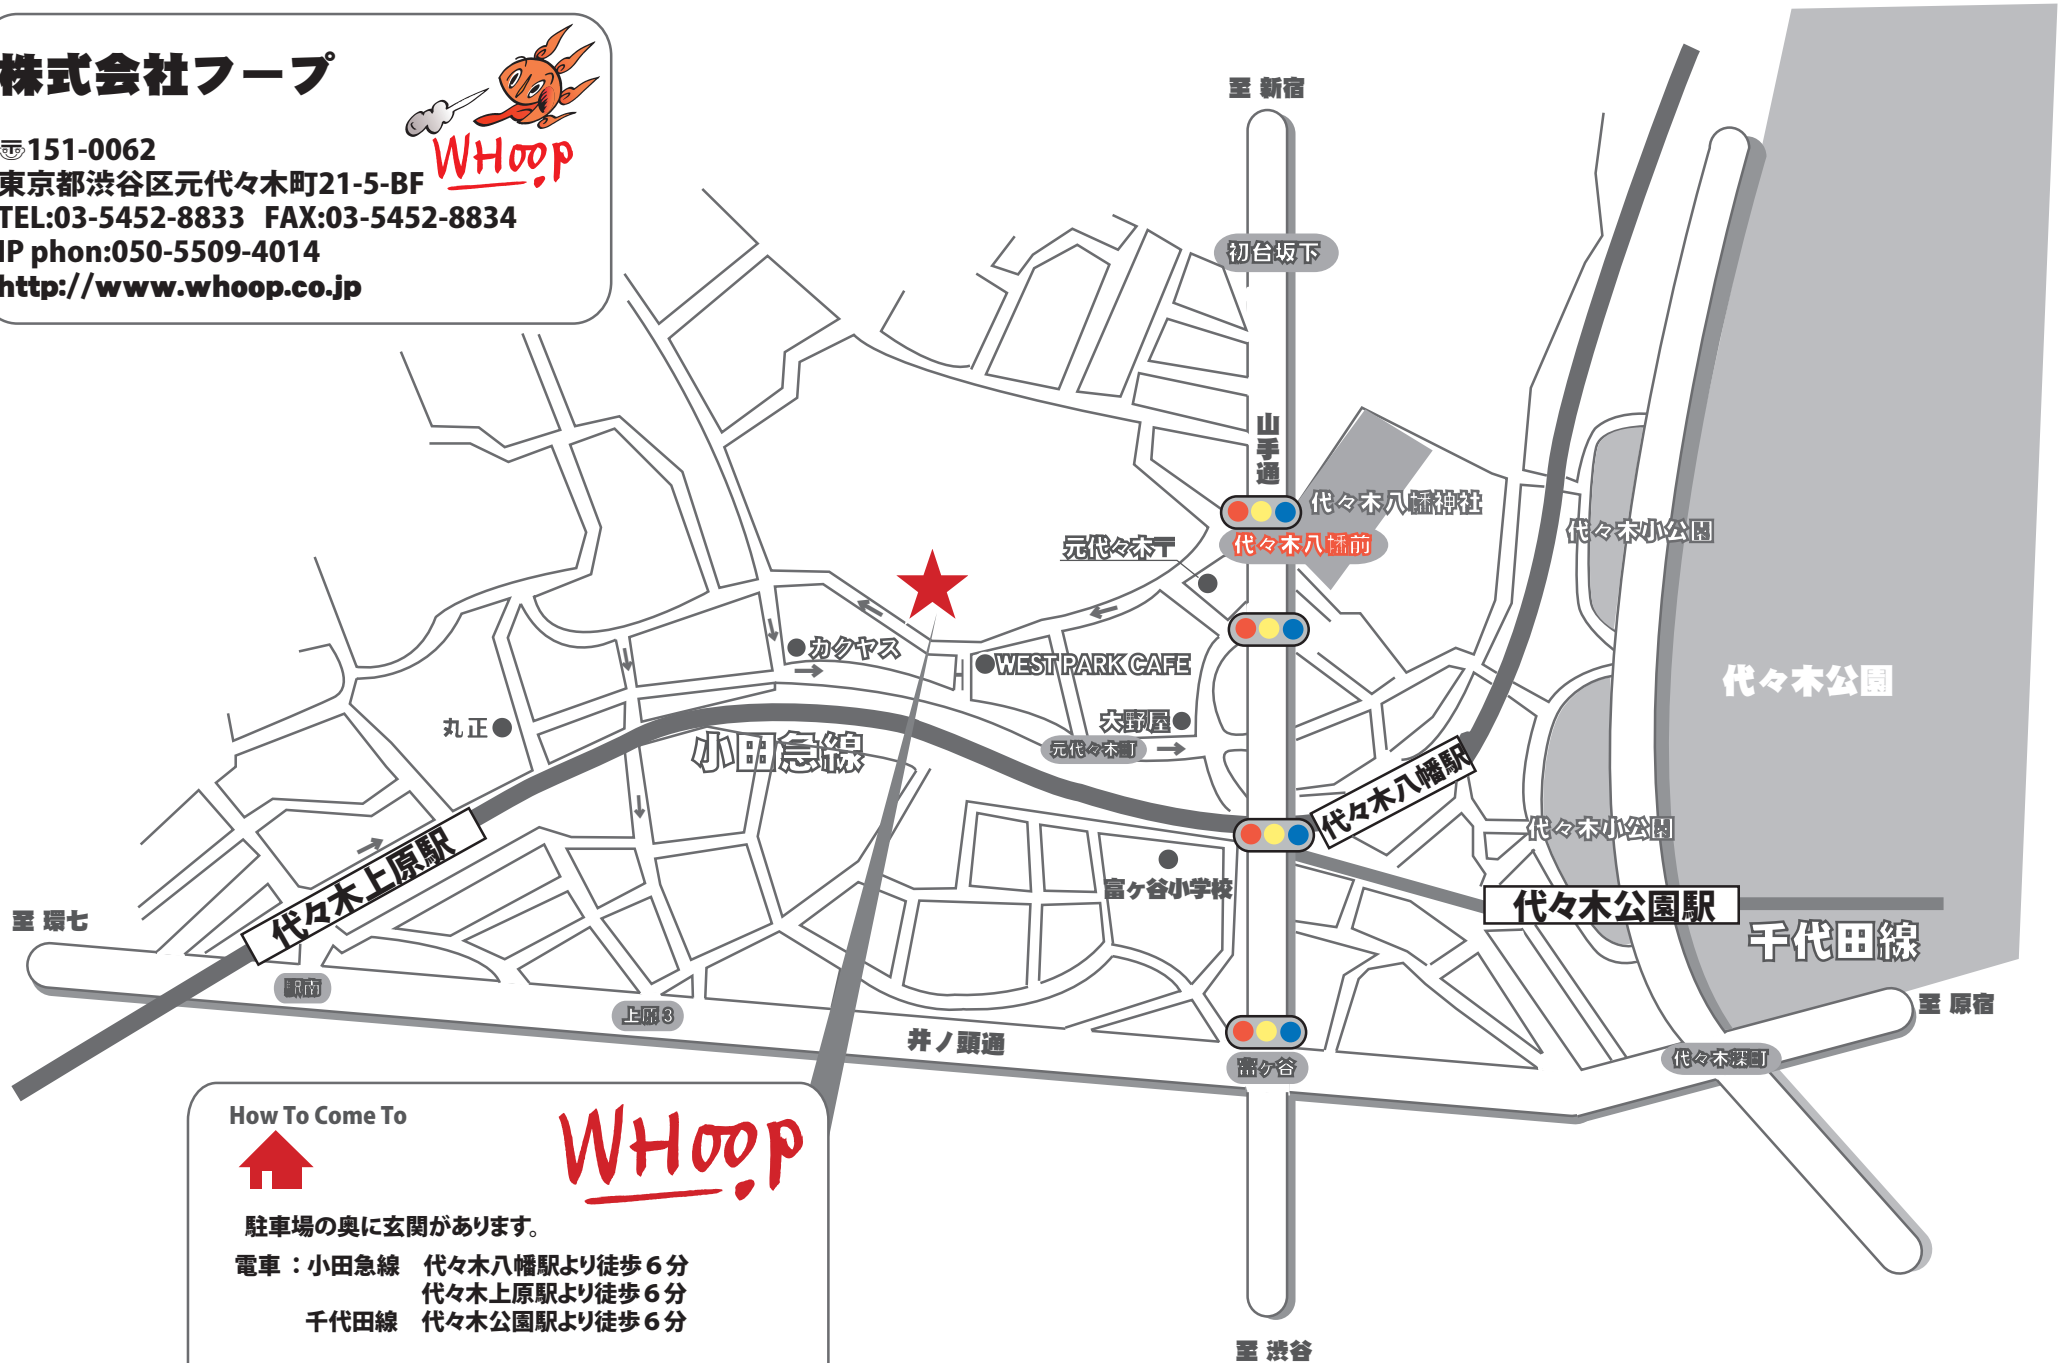 株式会社フープ
WHOOP
〠151-0062
東京都渋谷区元代々木町21-5-BF
TEL:03-5452-8833 FAX:03-5452-8834
IP phon:050-5509-4014
http://www.whoop.co.jp
至 新宿
初台坂下
山手通
代々木八幡神社
代々木八幡前
元代々木〒
代々木小公園
カクヤス
WEST PARK CAFE
代々木公園
丸正
大野屋
小田急線
元代々木町
代々木八幡駅
代々木小公園
代々木上原駅
富ヶ谷小学校
代々木公園駅
至 環七
千代田線
駅前
上原3
至 原宿
井ノ頭通
富ヶ谷
代々木深町
How To Come To
WHOOP
駐車場の奥に玄関があります。
電車：小田急線 代々木八幡駅より徒歩６分
代々木上原駅より徒歩６分
千代田線 代々木公園駅より徒歩６分
至 渋谷